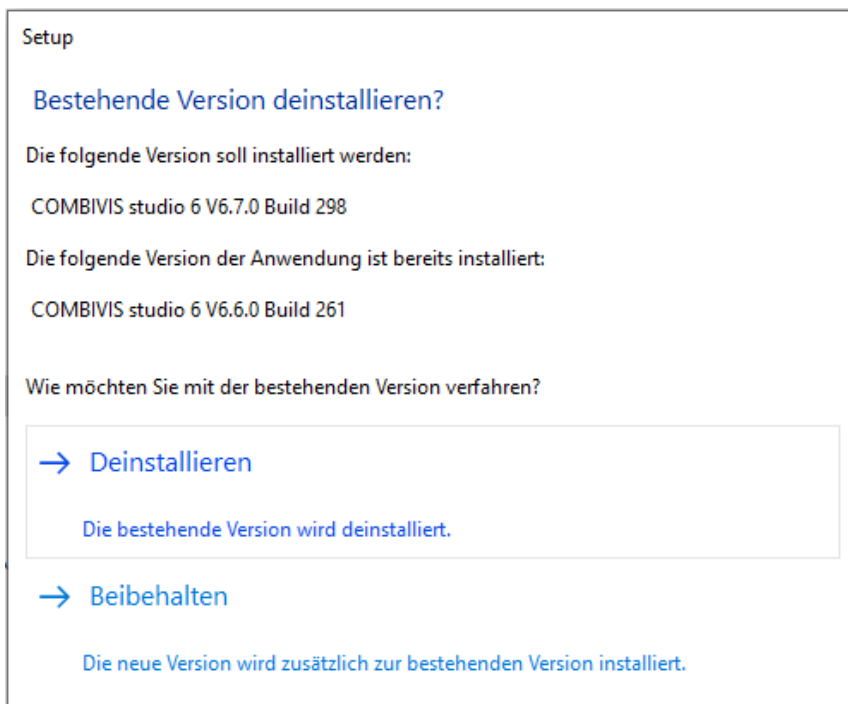 Setup
Bestehende Version deinstallieren?
Die folgende Version soll installiert werden:
COMBIVIS studio 6 V6.7.0 Build 298
Die folgende Version der Anwendung ist bereits installiert:
COMBIVIS studio 6 V6.6.0 Build 261
Wie möchten Sie mit der bestehenden Version verfahren?
→ Deinstallieren
Die bestehende Version wird deinstalliert.
→ Beibehalten
Die neue Version wird zusätzlich zur bestehenden Version installiert.